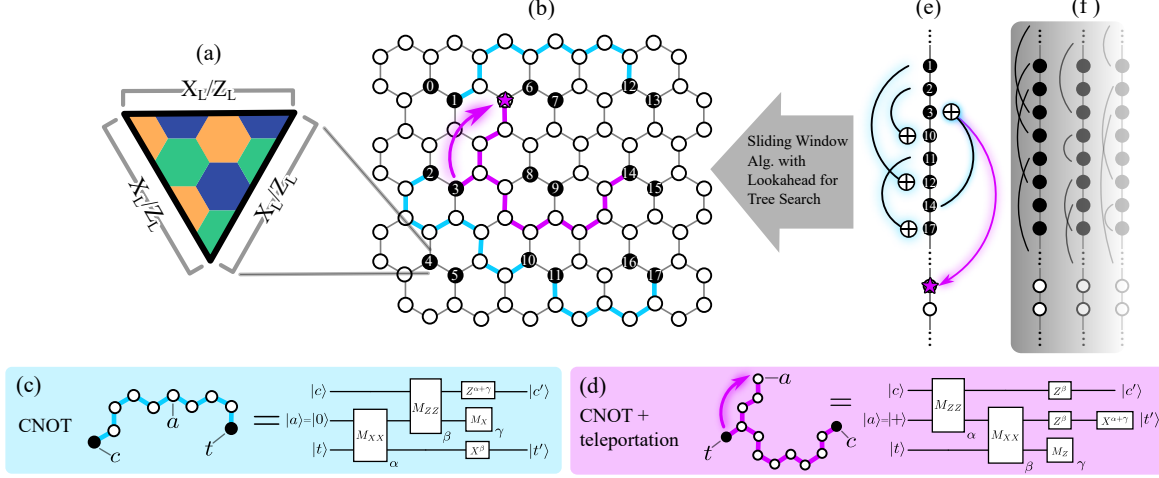 (a)
X_L/Z_L
X_L/Z_L
X_L/Z_L
(b)
0
1
6
7
12
13
2
3
8
9
14
15
4
5
10
11
16
17
Sliding Window
Alg. with
Lookahead for
Tree Search
(e)
1
2
3
10
11
12
14
17
(f)
(c)
CNOT
c
a
t
=
|c⟩
|a⟩=|0⟩
|t⟩
M_XX
α
M_ZZ
β
Z^{α+γ}
M_X
γ
X^β
|c'⟩
|t'⟩
(d)
CNOT +
teleportation
t
a
c
=
|c⟩
|a⟩=|+⟩
|t⟩
M_ZZ
α
M_XX
β
Z^β
Z^β
X^{α+γ}
M_Z
γ
|c'⟩
|t'⟩